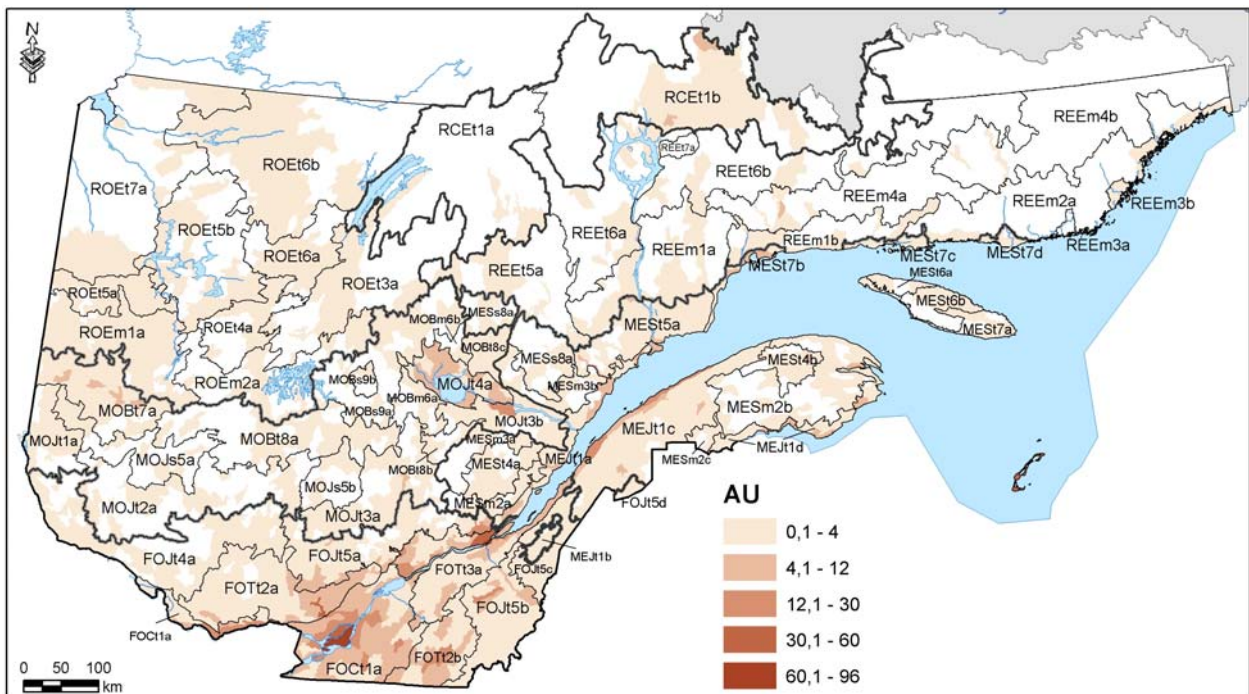 N
RCEt1b
RCEt1a
REEm4b
REEt7a
ROEt6b
REEt6b
ROEt7a
REEm4a
REEm2a
REEm3b
ROEt5b
REEt6a
REEm1a
REEm1b
REEm3a
MESt7c
MESt7d
ROEt6a
REEt5a
MESt7b
MESt6a
ROEt3a
MESt6b
ROEt5a
MOBm6b
MESs8a
MESt5a
MESt7a
ROEm1a
ROEt4a
MOBt8c
MESs8a
MESt4b
ROEm2a
MOBs9b
MOJt4a
MESm3b
MOBm6a
MESm2b
MOBt7a
MOBs9a
MOJt3b
MEJt1c
MOJt1a
MOBt8a
MESm3a
MEJt1d
MOJs5a
MEJt1a
MESm2c
MOBt8b
MESt4a
MOJs5b
FOJt5d
MOJt2a
MESm2a
MOJt3a
FOJt4a
FOJt5a
MEJt1b
FOTt3a
FOJt5c
FOTt2a
FOJt5b
FOCt1a
FOTt2b
FOCt1a
AU
0,1 - 4
4,1 - 12
12,1 - 30
30,1 - 60
60,1 - 96
0 50 100
km